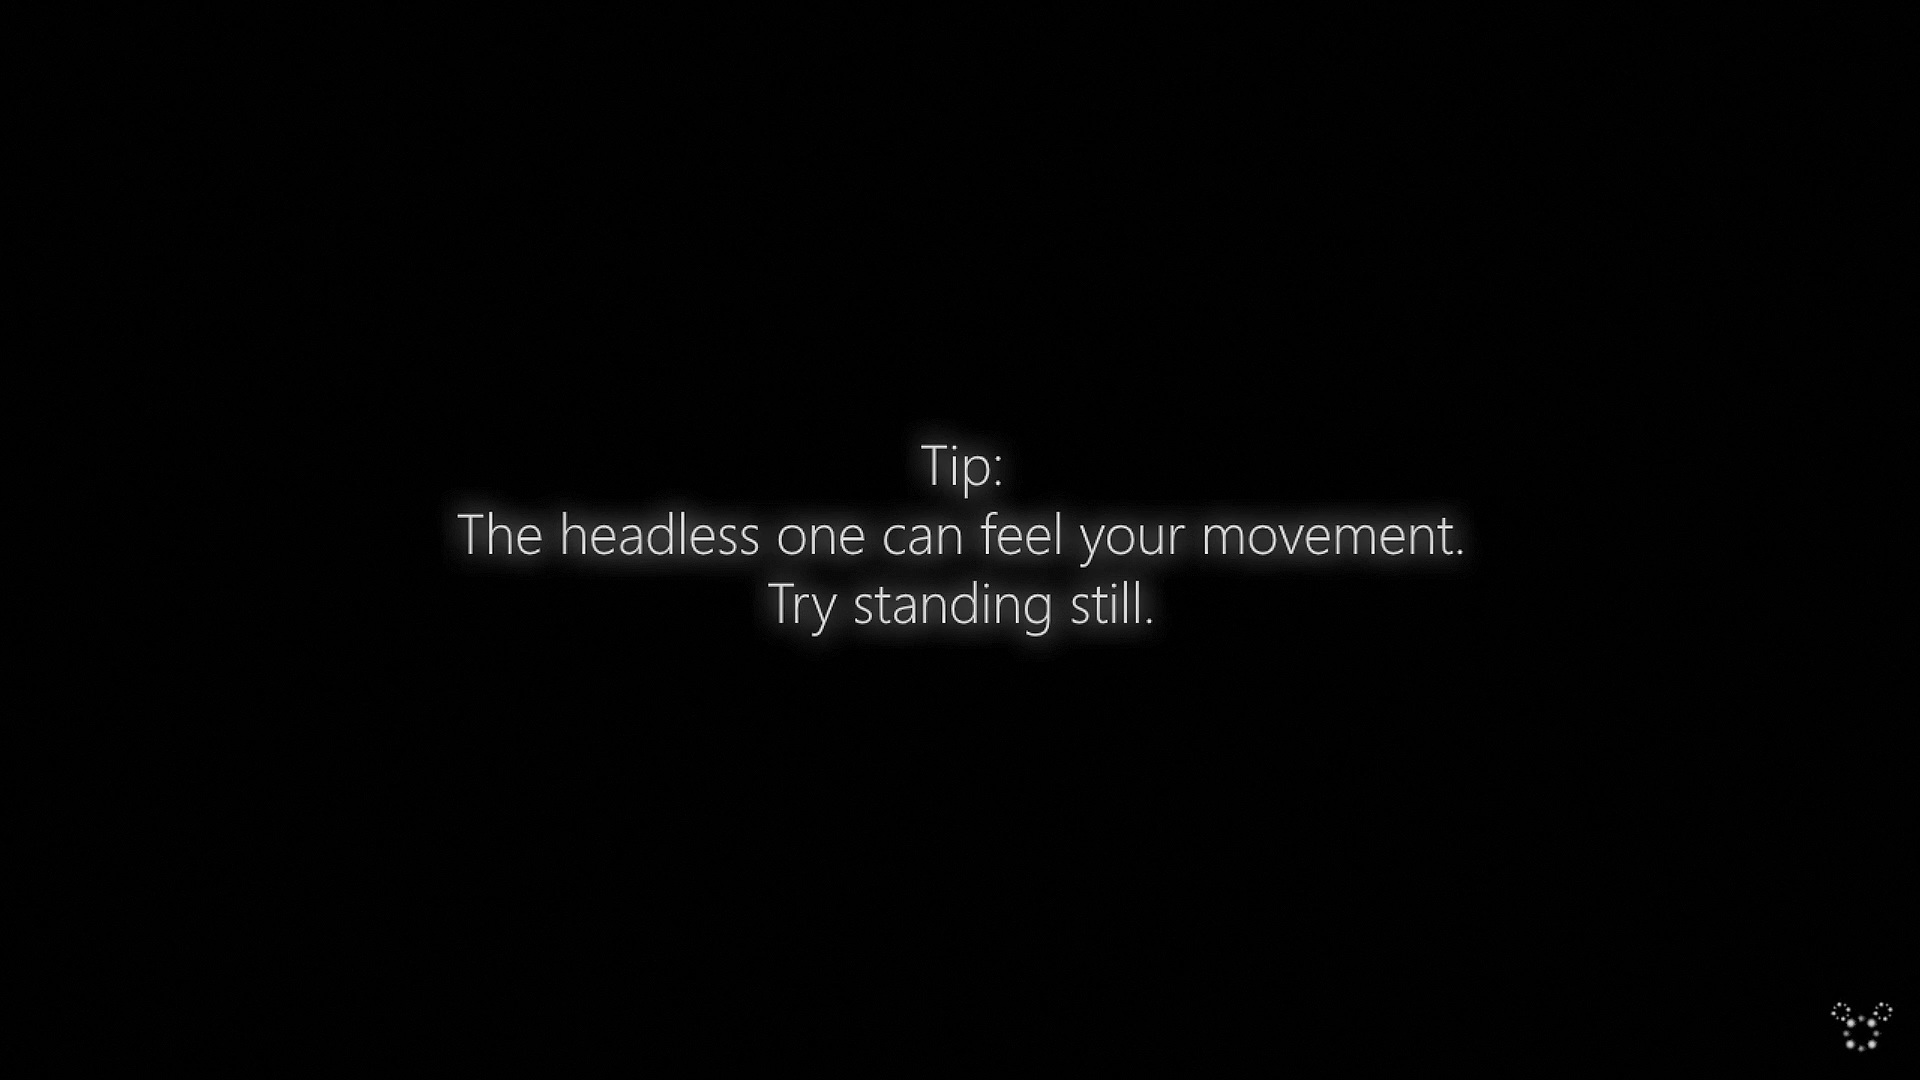 Tip:
The headless one can feel your movement.
Try standing still.